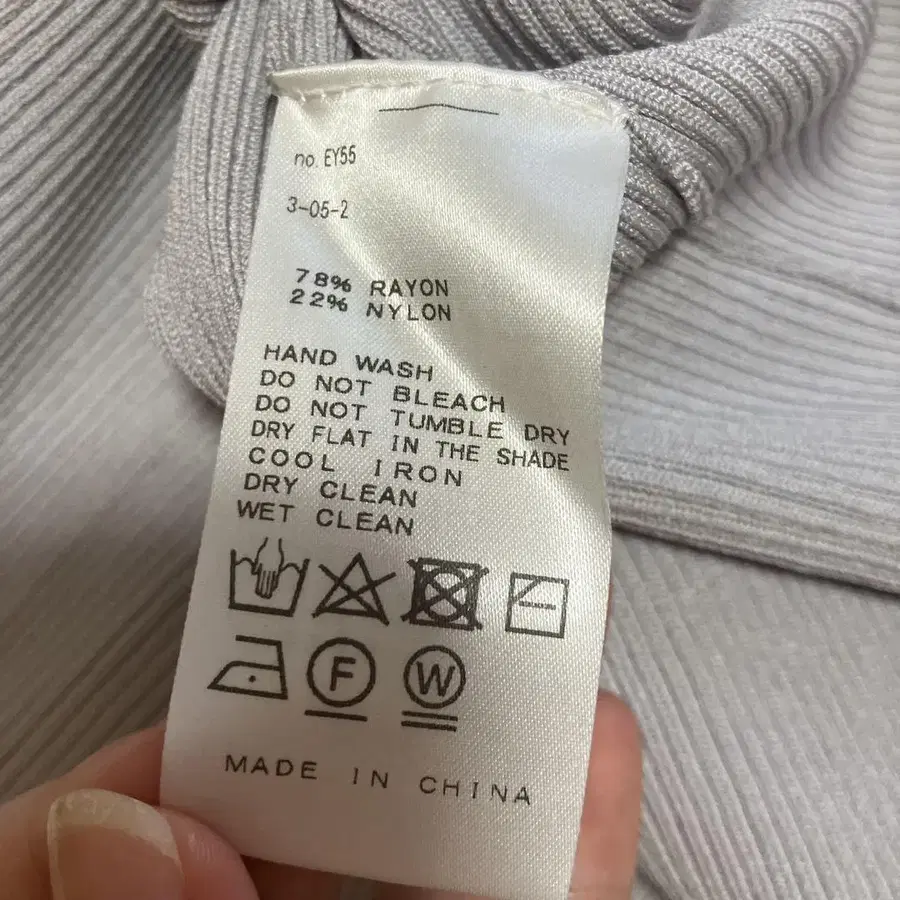 no. EY55
3-05-2
78% RAYON
22% NYLON
HAND WASH
DO NOT BLEACH
DO NOT TUMBLE DRY
DRY FLAT IN THE SHADE
COOL IRON
DRY CLEAN
WET CLEAN
F W
MADE IN CHINA